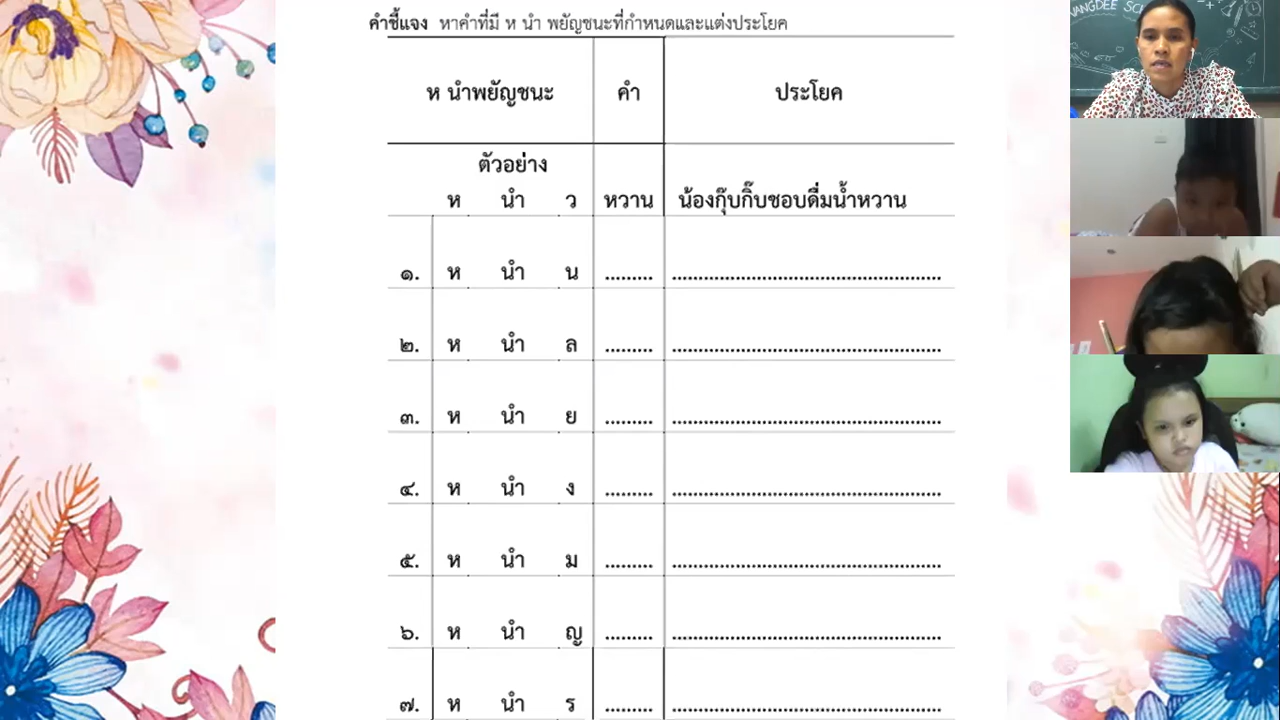 คำชี้แจง หาคำที่มี ห นำ พยัญชนะที่กำหนดและแต่งประโยค
ห นำพยัญชนะ คำ ประโยค
ตัวอย่าง
ห นำ ว หวาน น้องกุ๊บกิ๊บชอบดื่มน้ำหวาน
๑. ห นำ น ......... ..................................................
๒. ห นำ ล ......... ..................................................
๓. ห นำ ย ......... ..................................................
๔. ห นำ ง ......... ..................................................
๕. ห นำ ม ......... ..................................................
๖. ห นำ ญ ......... ..................................................
๗. ห นำ ร ......... ..................................................